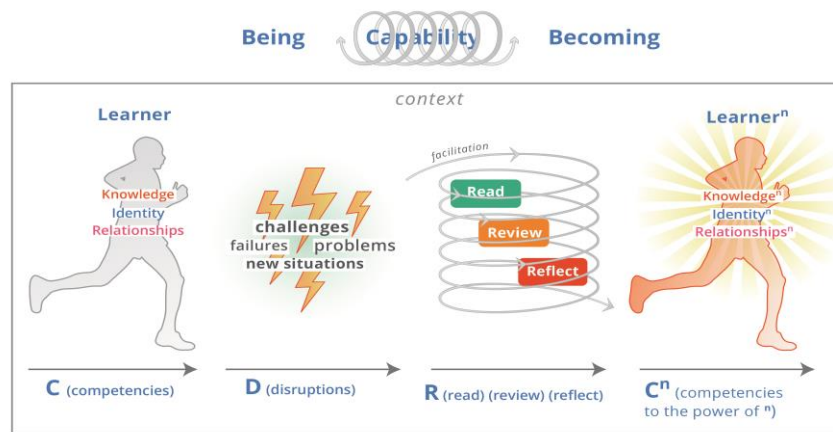 Being Capability Becoming
context
Learner
Knowledge
Identity
Relationships
challenges
failures problems
new situations
facilitation
Read
Review
Reflect
Learnerⁿ
Knowledgeⁿ
Identityⁿ
Relationshipsⁿ
C (competencies)
D (disruptions)
R (read) (review) (reflect)
Cⁿ (competencies
to the power of ⁿ)